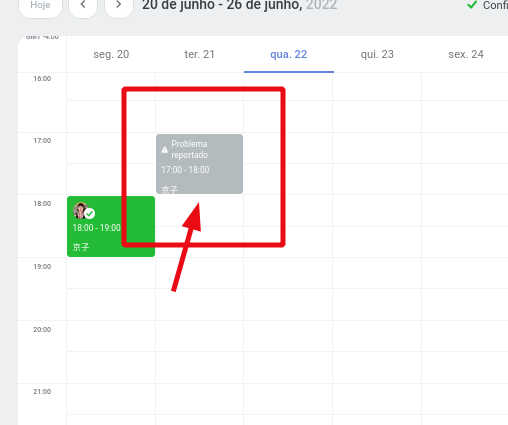 Hoje
20 de junho - 26 de junho, 2022
Confi
GMT -4:00
seg. 20
ter. 21
qua. 22
qui. 23
sex. 24
16:00
17:00
Problema
reportado
17:00 - 18:00
京子
18:00
18:00 - 19:00
京子
19:00
20:00
21:00